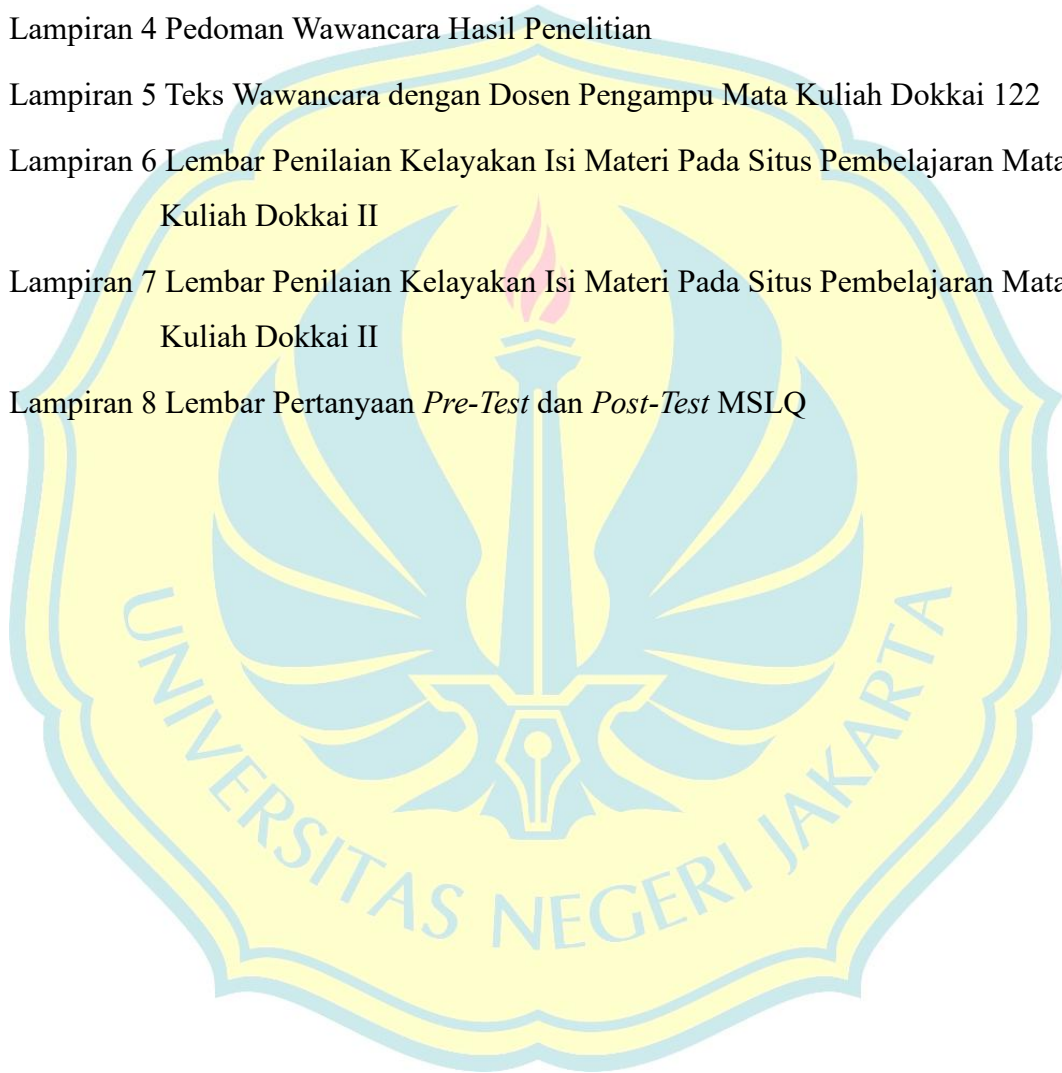 Lampiran 4 Pedoman Wawancara Hasil Penelitian
Lampiran 5 Teks Wawancara dengan Dosen Pengampu Mata Kuliah Dokkai 122
Lampiran 6 Lembar Penilaian Kelayakan Isi Materi Pada Situs Pembelajaran Mata
Kuliah Dokkai II
Lampiran 7 Lembar Penilaian Kelayakan Isi Materi Pada Situs Pembelajaran Mata
Kuliah Dokkai II
Lampiran 8 Lembar Pertanyaan Pre-Test dan Post-Test MSLQ
UNIVERSITAS NEGERI JAKARTA